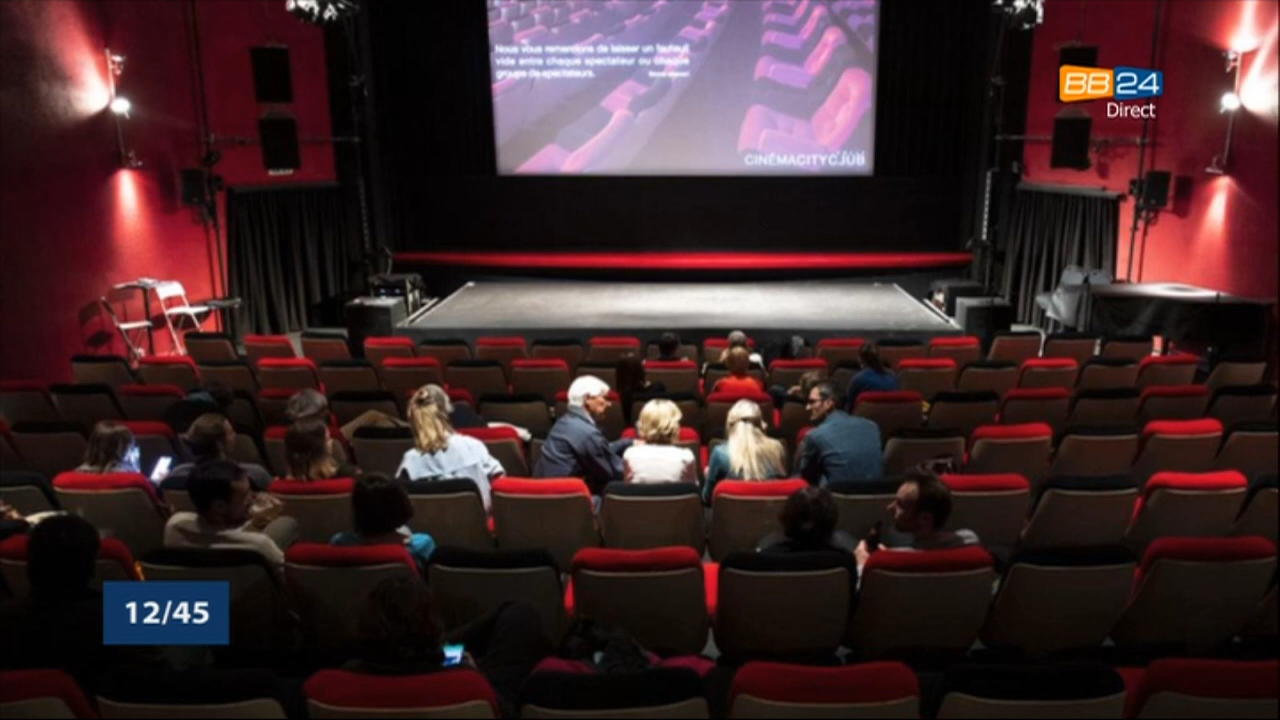 Nous vous remercions de laisser un fauteuil
vide entre chaque spectateur ou chaque
groupe de spectateurs.
CINÉMACITYCLUB
BB24
Direct
12/45